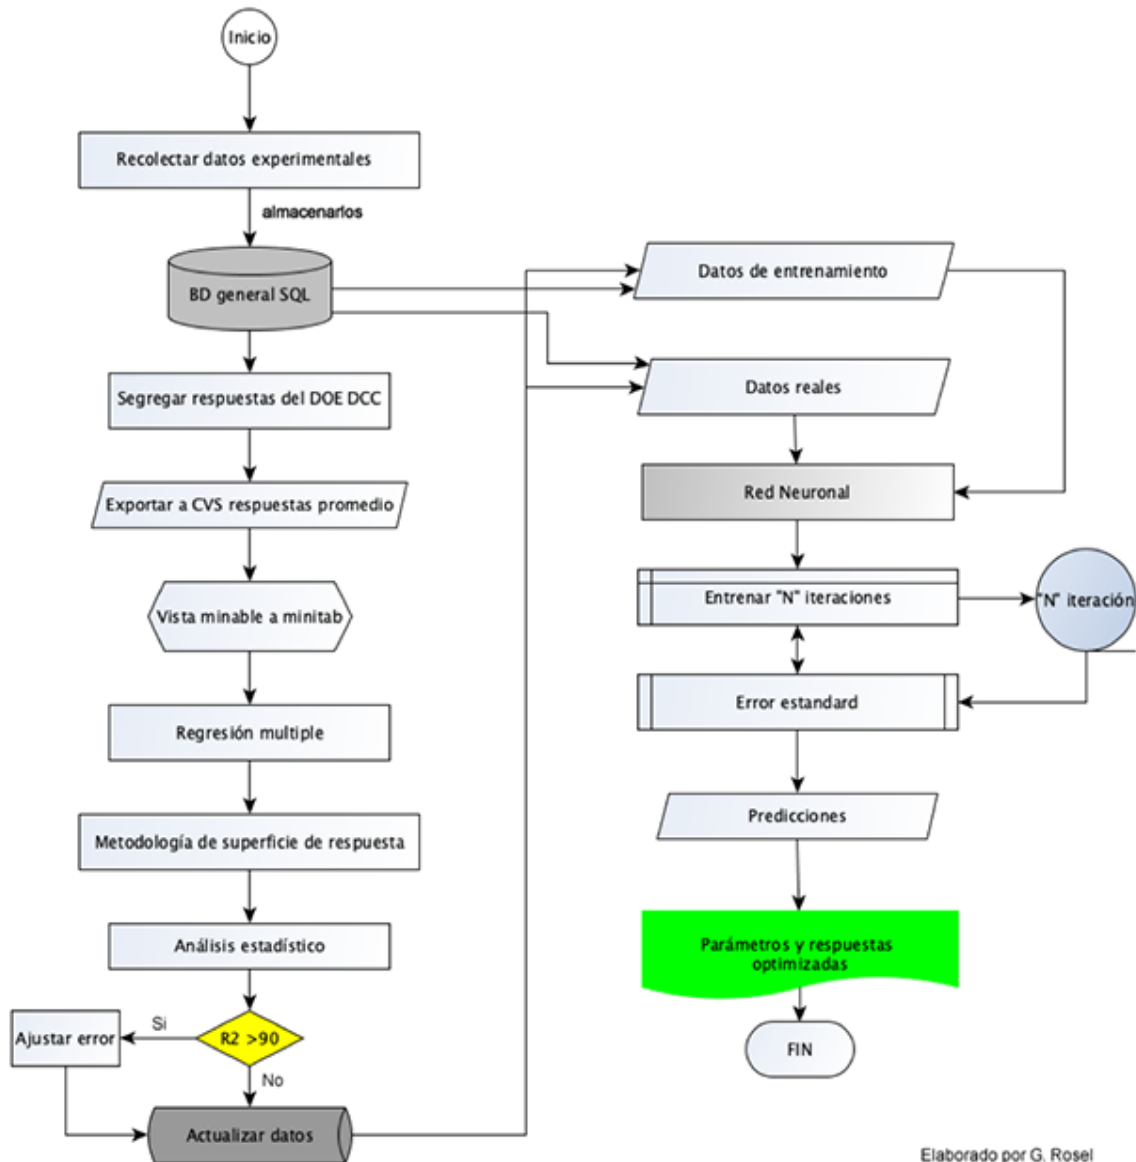 Inicio
Recolectar datos experimentales
almacenarlos
BD general SQL
Segregar respuestas del DOE DCC
Exportar a CVS respuestas promedio
Vista minable a minitab
Regresión multiple
Metodología de superficie de respuesta
Análisis estadístico
R2 >90
Si
Ajustar error
No
Actualizar datos
Datos de entrenamiento
Datos reales
Red Neuronal
Entrenar "N" iteraciones
"N" iteración
Error estandard
Predicciones
Parámetros y respuestas
optimizadas
FIN
Elaborado por G. Rosel